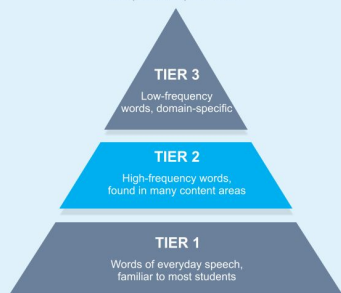 TIER 3
Low-frequency
words, domain-specific
TIER 2
High-frequency words,
found in many content areas
TIER 1
Words of everyday speech,
familiar to most students